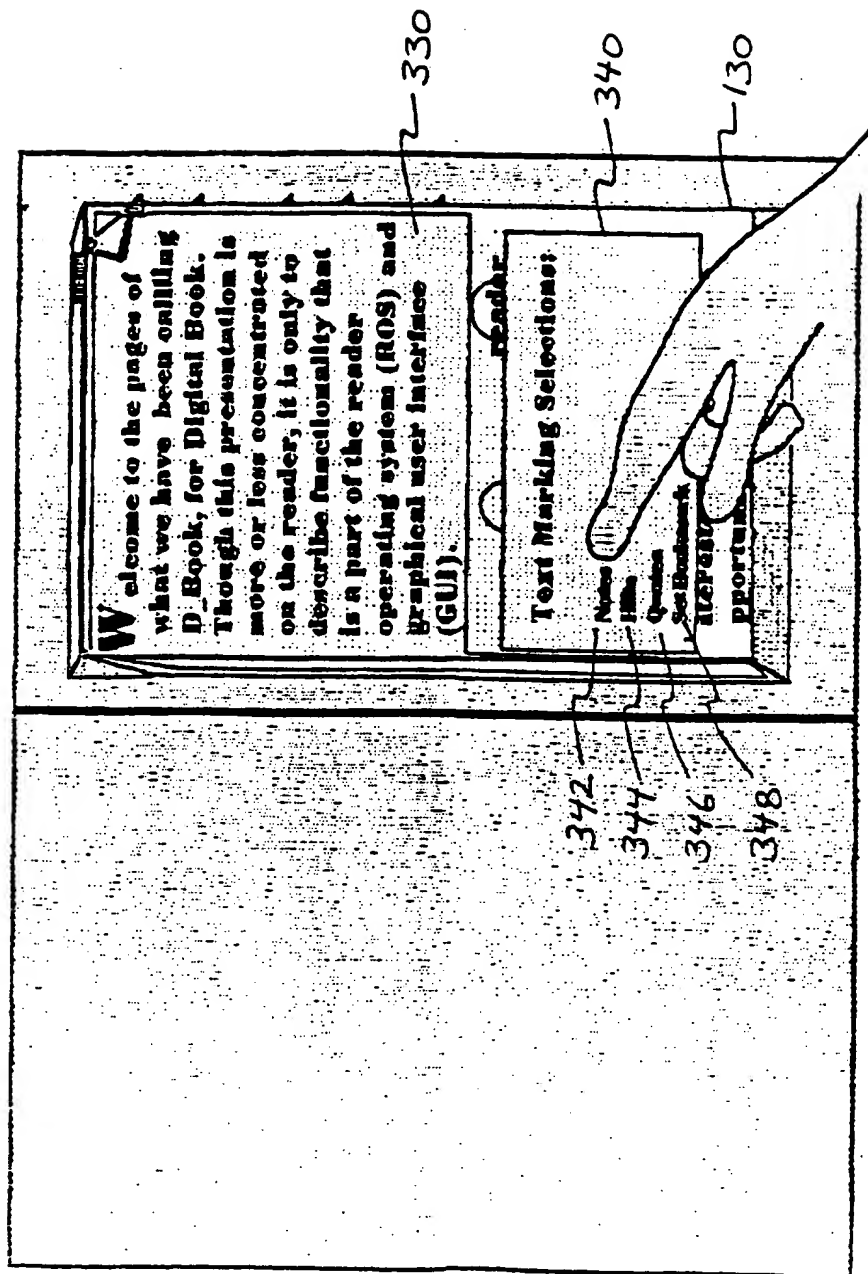 Welcome to the pages of
what we have been calling
D_Book, for Digital Book.
Though this presentation is
more or less concentrated
on the reader, it is only to
describe functionality that
is a part of the reader
operating system (ROS) and
graphical user interface
(GUI).
330
reader
340
Text Marking Selections:
342
Notes
344
346
Quotes
348
Set Bookmark
130